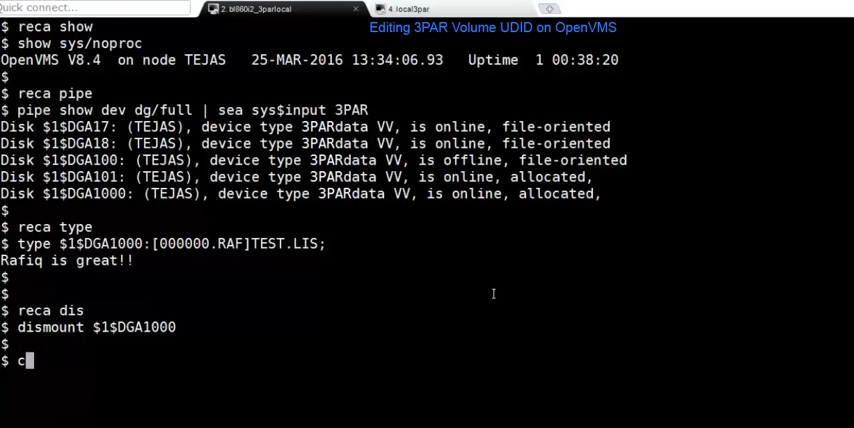 Quick connect...
2. bl860i2_3parlocal
4. local3par
Editing 3PAR Volume UDID on OpenVMS
$ reca show
$ show sys/noproc
OpenVMS V8.4  on node TEJAS   25-MAR-2016 13:34:06.93   Uptime  1 00:38:20
$
$ reca pipe
$ pipe show dev dg/full | sea sys$input 3PAR
Disk $1$DGA17: (TEJAS), device type 3PARdata VV, is online, file-oriented
Disk $1$DGA18: (TEJAS), device type 3PARdata VV, is online, file-oriented
Disk $1$DGA100: (TEJAS), device type 3PARdata VV, is offline, file-oriented
Disk $1$DGA101: (TEJAS), device type 3PARdata VV, is online, allocated,
Disk $1$DGA1000: (TEJAS), device type 3PARdata VV, is online, allocated,
$
$ reca type
$ type $1$DGA1000:[000000.RAF]TEST.LIS;
Rafiq is great!!
$
$
$ reca dis
$ dismount $1$DGA1000
$
$ c